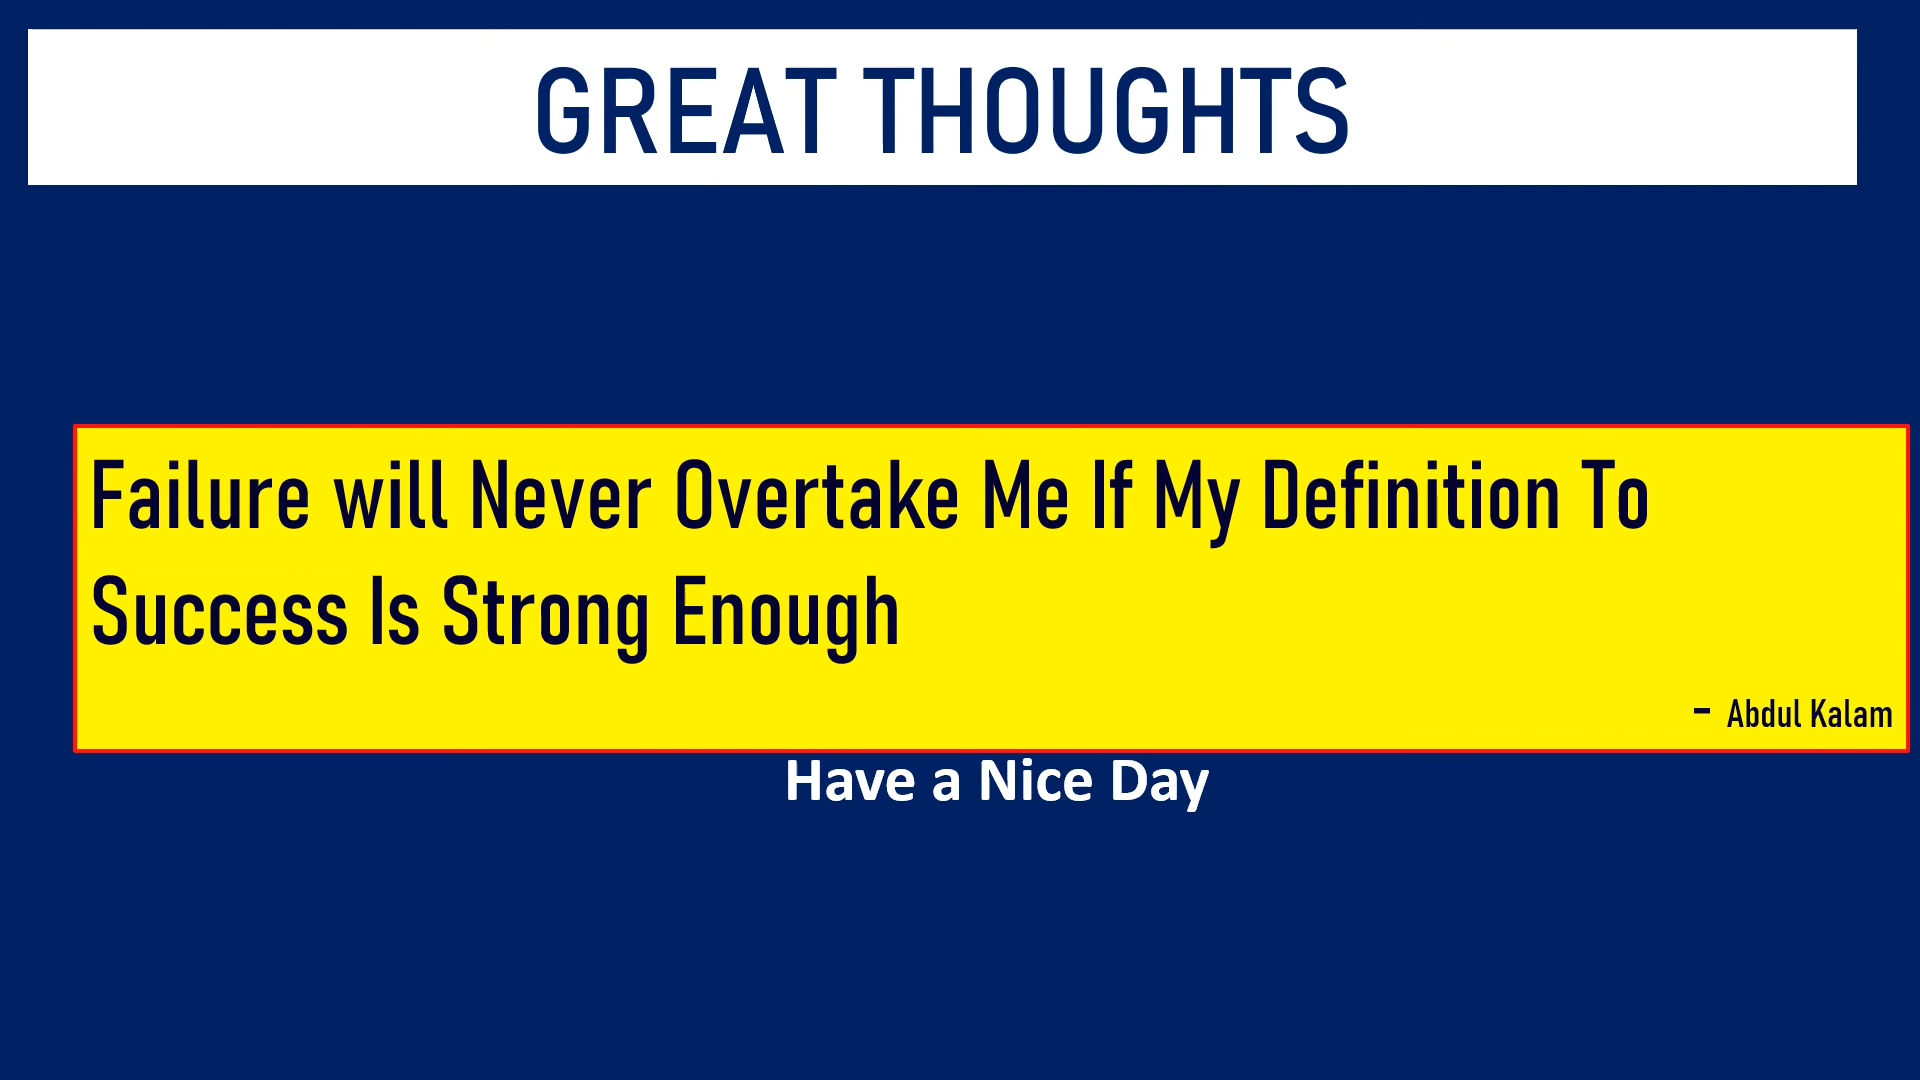 GREAT THOUGHTS
Failure will Never Overtake Me If My Definition To
Success Is Strong Enough
- Abdul Kalam
Have a Nice Day